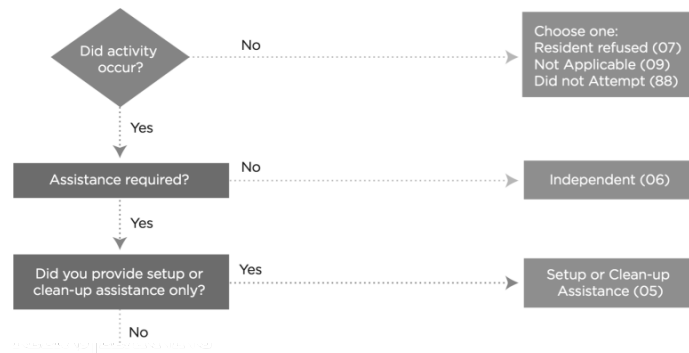 Did activity
occur?
No
Choose one:
Resident refused (07)
Not Applicable (09)
Did not Attempt (88)
Yes
Assistance required?
No
Independent (06)
Yes
Did you provide setup or
clean-up assistance only?
Yes
Setup or Clean-up
Assistance (05)
No